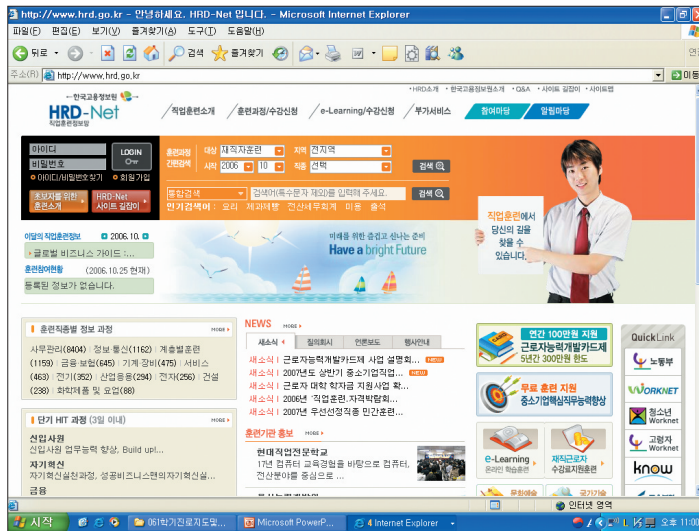 http://www.hrd.go.kr - 안녕하세요. HRD-Net 입니다. - Microsoft Internet Explorer
파일(F) 편집(E) 보기(V) 즐겨찾기(A) 도구(T) 도움말(H)
뒤로 검색 즐겨찾기
주소(R) http://www.hrd.go.kr 이동
HRD소개 한국고용정보원소개 Q&A 사이트 길잡이 사이트맵
한국고용정보원
HRD-Net
직업훈련정보망
직업훈련소개 훈련과정/수강신청 e-Learning/수강신청 부가서비스 참여마당 알림마당
아이디
비밀번호
LOGIN
아이디/비밀번호찾기 회원가입
초보자를 위한
훈련소개
HRD-Net
사이트 길잡이
훈련과정
간편검색
대상 재직자훈련 지역 전지역
시작 2006 10 직종 선택 검색
통합검색 검색어(특수문자 제외)를 입력해 주세요. 검색
인기검색어 : 요리 제과제빵 전산세무회계 미용 출석
직업훈련에서
당신의 길을
찾을 수
있습니다.
이달의 직업훈련정보 2006.10.
글로벌 비즈니스 가이드 :...
훈련참여현황 (2006.10.25 현재)
등록된 정보가 없습니다.
미래를 위한 즐겁고 신나는 준비
Have a bright Future
훈련직종별 정보 과정 MORE
사무관리(8404) 정보·통신(1162) 계층별훈련
(1159) 금융·보험(645) 기계·장비(475) 서비스
(463) 전기(352) 산업응용(294) 전자(256) 건설
(238) 화학제품 및 요업(88)
단기 HIT 과정 (3일 이내) MORE
신입사원
신입사원 업무능력 향상, Build up!...
자기혁신
자기혁신실천과정, 성공비즈니스맨의자기혁신실...
금융
NEWS MORE
새소식 질의회시 언론보도 행사안내
새소식 근로자능력개발카드제 사업 설명회... NEW
새소식 2007년도 상반기 중소기업직업... NEW
새소식 근로자 대학 학자금 지원사업 확...
새소식 2006년 '직업훈련.자격박람회...
새소식 2007년 우선선정직종 민간훈련...
훈련기관 홍보 MORE
현대직업전문학교
17년 컴퓨터 교육경험을 바탕으로 컴퓨터,
전산분야를 중심으로 ...
연간 100만원 지원
근로자능력개발카드제
5년간 300만원 한도
무료 훈련 지원
중소기업핵심직무능력향상
e-Learning
온라인 학습훈련
재직근로자
수강료지원훈련
문화예술
국가기술
QuickLink
노동부
WORKNET
청소년
Worknet
고령자
Worknet
know
인터넷 영역
시작 061학기진로지도및... Microsoft PowerP... 4 Internet Explorer 오후 11:00